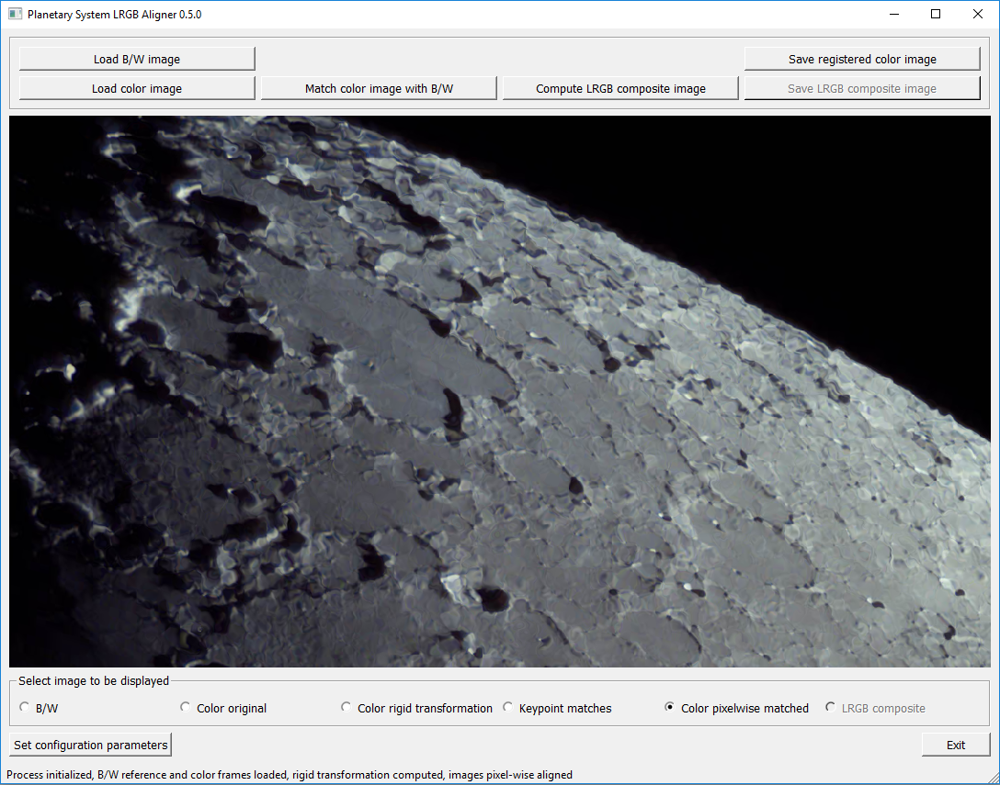 Planetary System LRGB Aligner 0.5.0
Load B/W image
Save registered color image
Load color image
Match color image with B/W
Compute LRGB composite image
Save LRGB composite image
Select image to be displayed
B/W
Color original
Color rigid transformation
Keypoint matches
Color pixelwise matched
LRGB composite
Set configuration parameters
Exit
Process initialized, B/W reference and color frames loaded, rigid transformation computed, images pixel-wise aligned